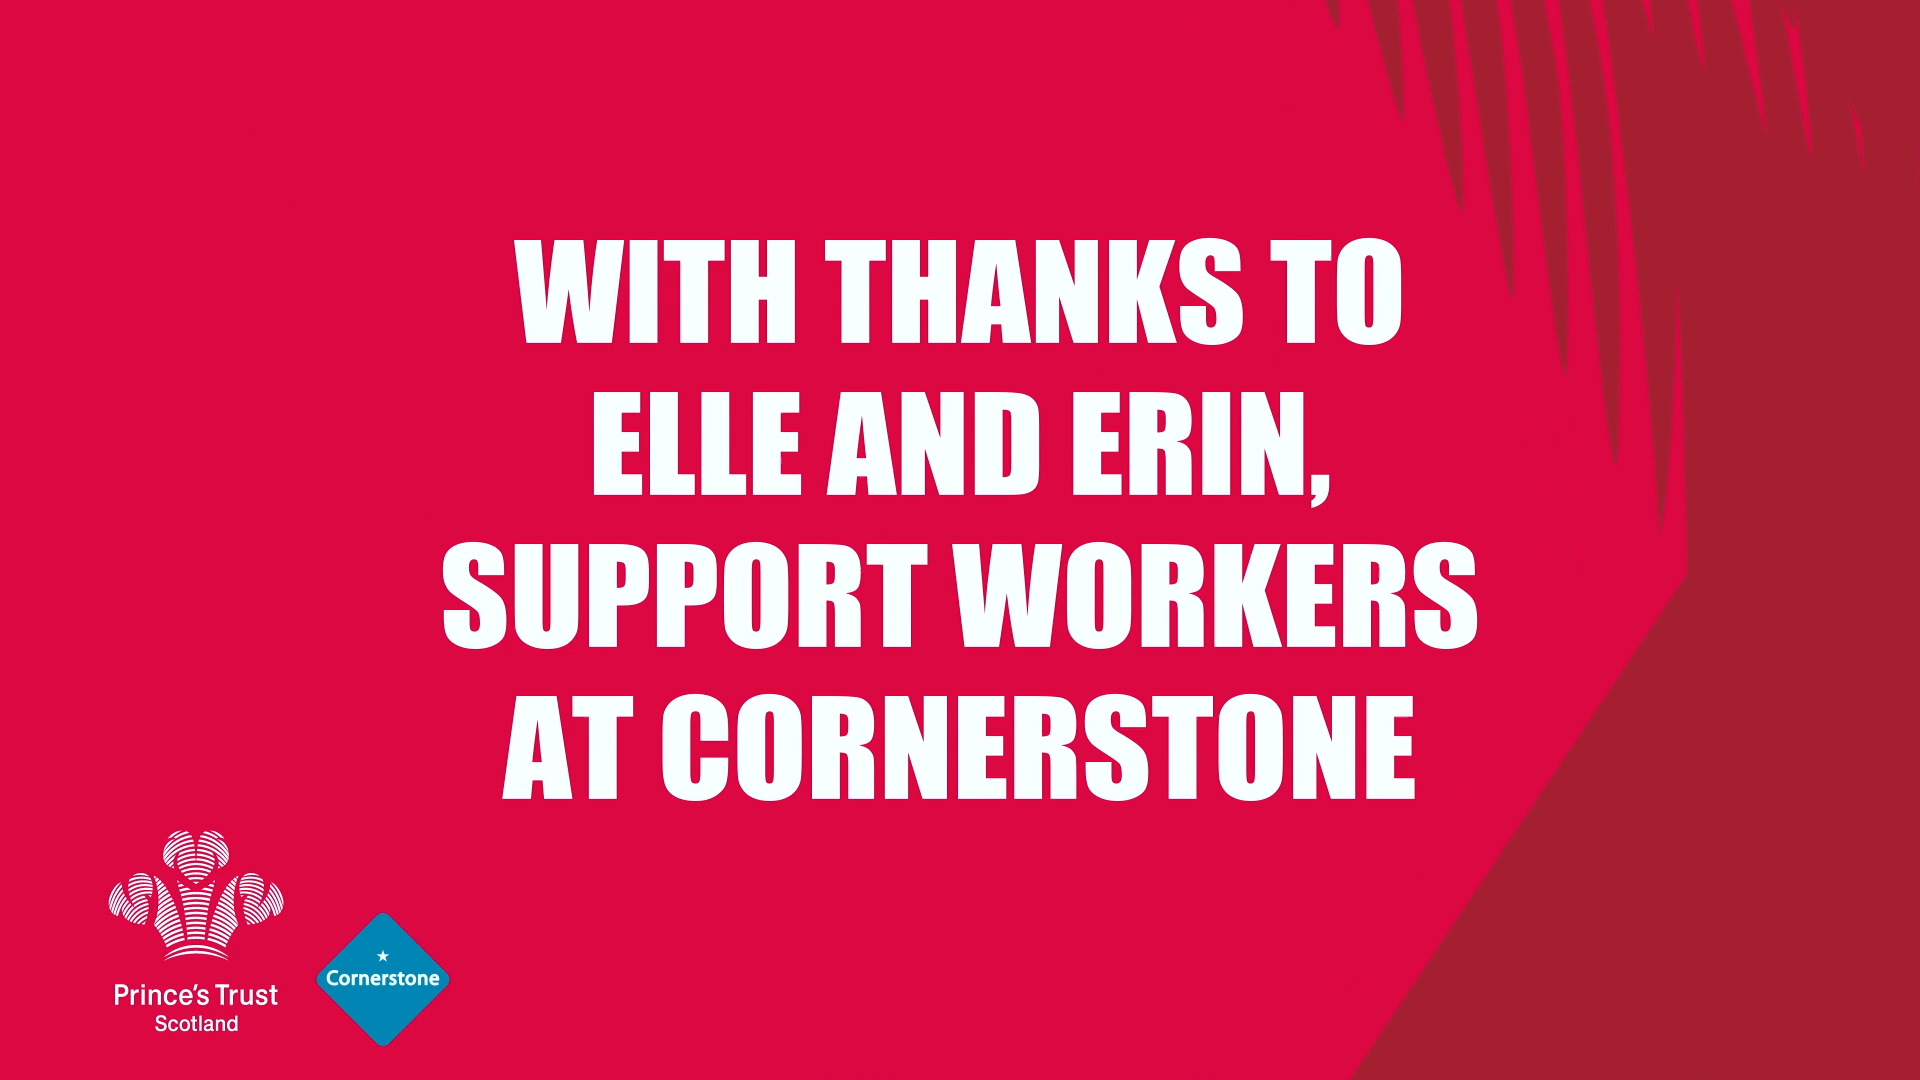 WITH THANKS TO
ELLE AND ERIN,
SUPPORT WORKERS
AT CORNERSTONE
Prince's Trust
Scotland
Cornerstone